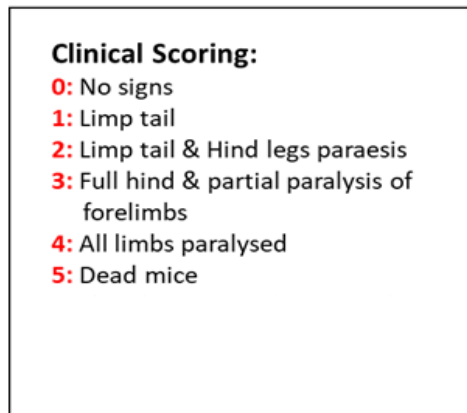 Clinical Scoring:
0: No signs
1: Limp tail
2: Limp tail & Hind legs paraesis
3: Full hind & partial paralysis of
forelimbs
4: All limbs paralysed
5: Dead mice